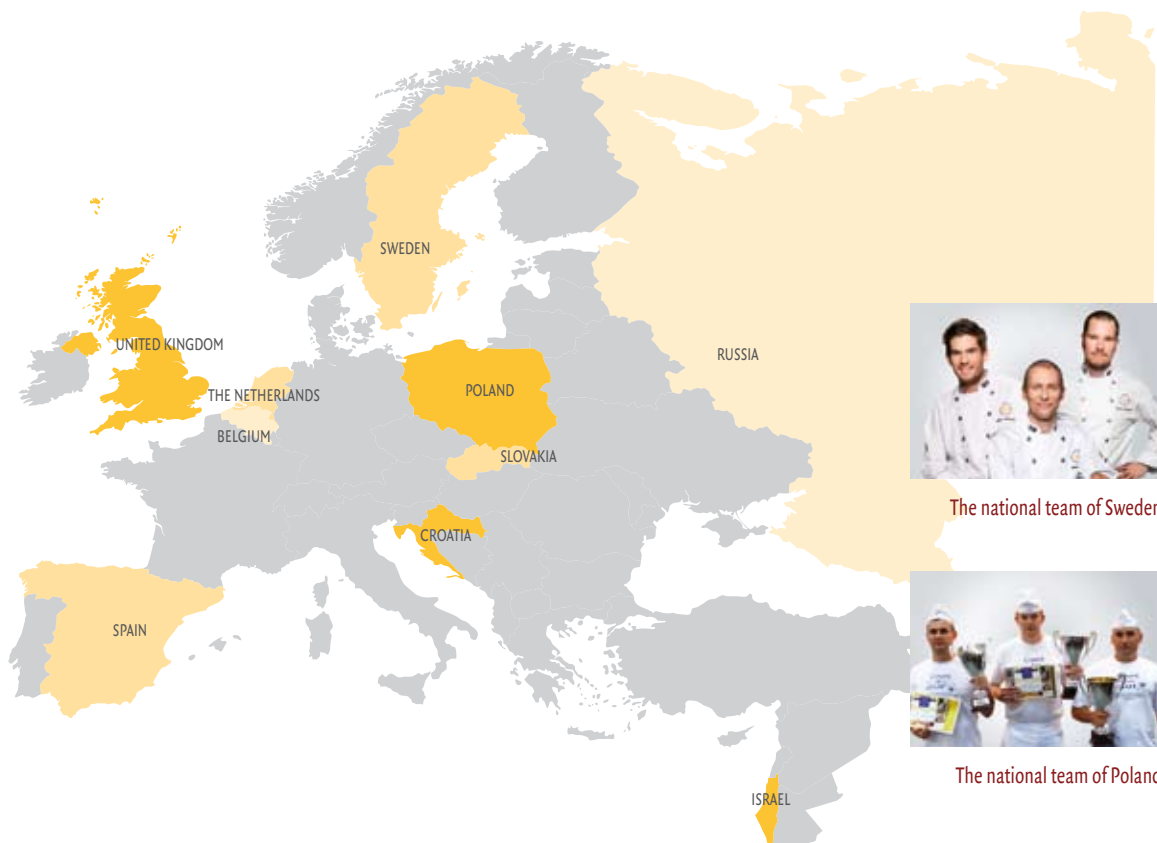 SWEDEN
UNITED KINGDOM
RUSSIA
THE NETHERLANDS
POLAND
BELGIUM
SLOVAKIA
The national team of Sweden
CROATIA
SPAIN
The national team of Poland
ISRAEL